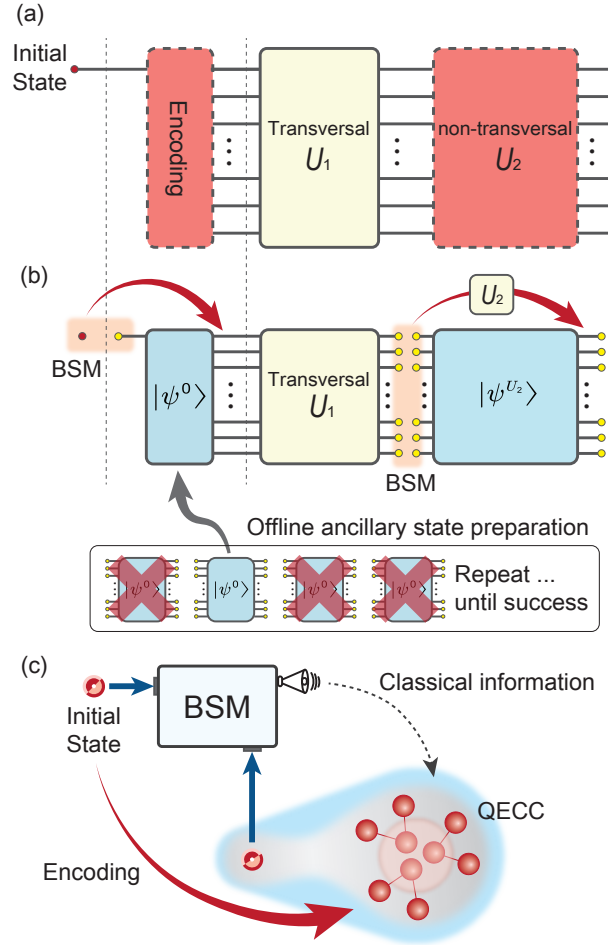 (a)
Initial
State
Encoding
Transversal
U₁
non-transversal
U₂
(b)
U₂
BSM
|ψ⁰⟩
Transversal
U₁
|ψ^{U₂}⟩
BSM
Offline ancillary state preparation
|ψ⁰⟩ |ψ⁰⟩ |ψ⁰⟩ |ψ⁰⟩
Repeat ...
until success
(c)
BSM
Classical information
Initial
State
QECC
Encoding